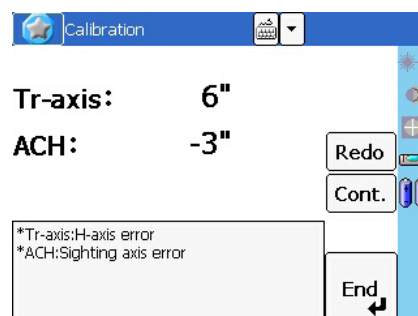 Calibration
Tr-axis: 6"
ACH: -3"
Redo
Cont.
*Tr-axis:H-axis error
*ACH:Sighting axis error
End